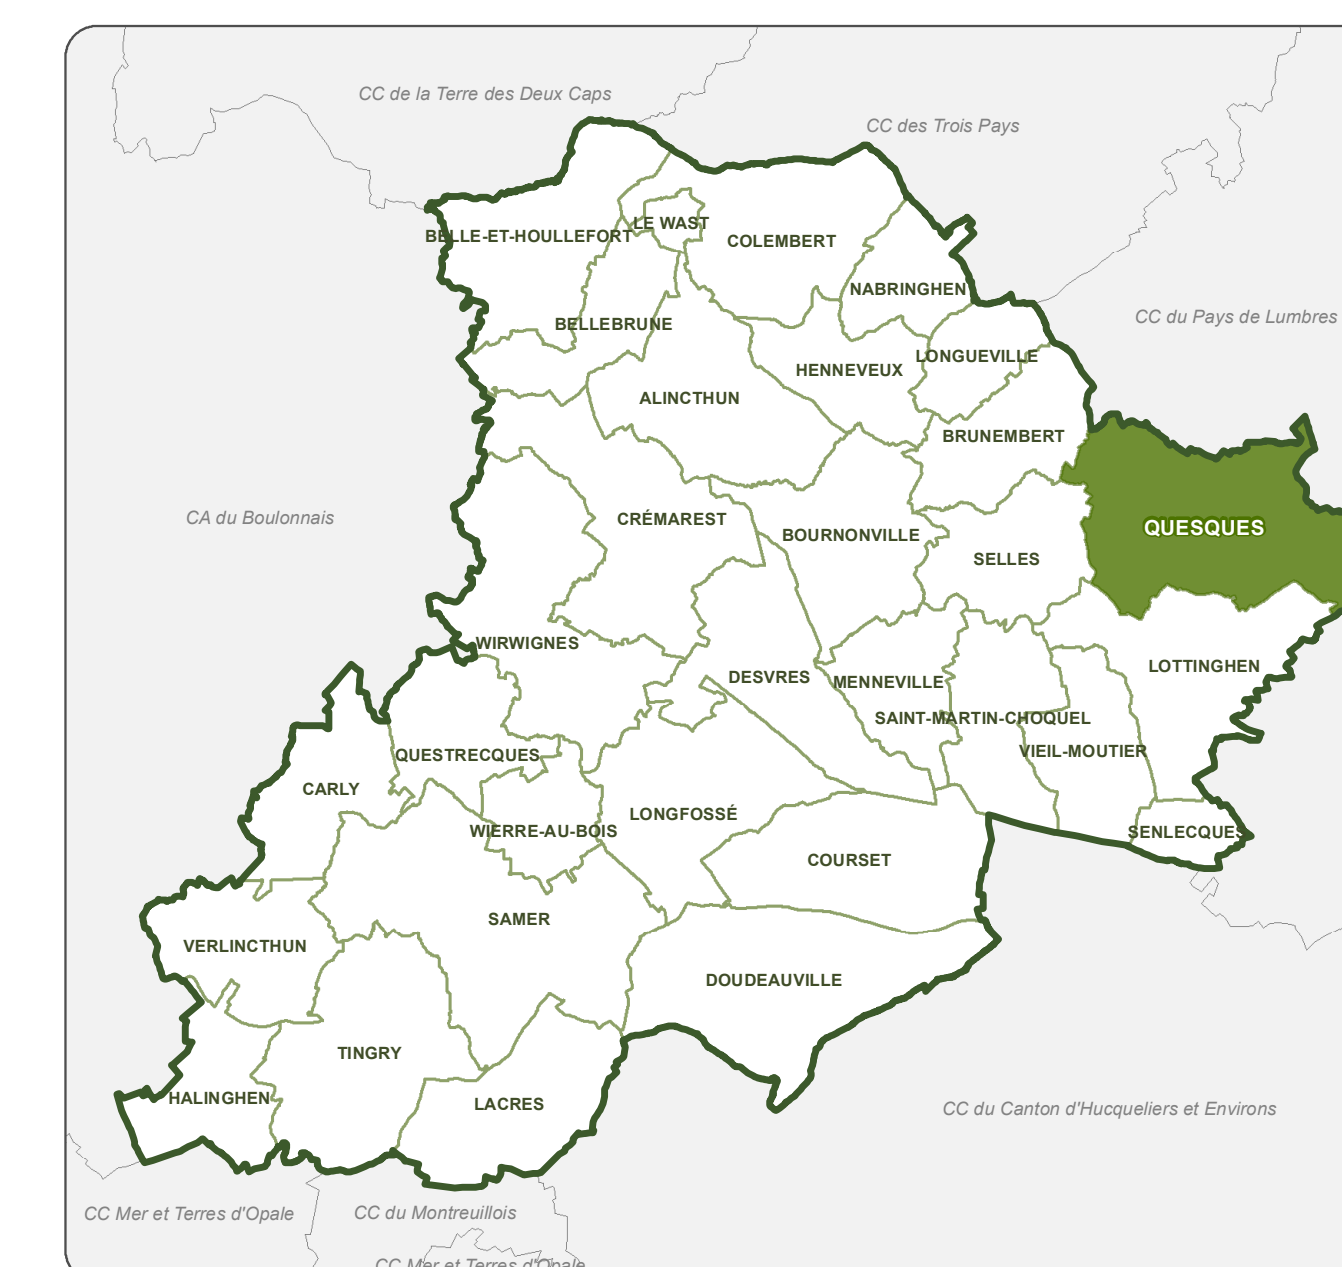 CC de la Terre des Deux Caps
CC des Trois Pays
LE WAST
BELLE-ET-HOULLEFORT
COLEMBERT
NABRINGHEN
CC du Pays de Lumbres
BELLEBRUNE
LONGUEVILLE
HENNEVEUX
ALINCTHUN
BRUNEMBERT
CA du Boulonnais
CRÉMAREST
QUESQUES
BOURNONVILLE
SELLES
WIRWIGNES
LOTTINGHEN
DESVRES
MENNEVILLE
SAINT-MARTIN-CHOQUEL
VIEIL-MOUTIER
QUESTRECQUES
CARLY
LONGFOSSÉ
WIERRE-AU-BOIS
SENLECQUES
COURSET
SAMER
VERLINCTHUN
DOUDEAUVILLE
TINGRY
HALINGHEN
LACRES
CC du Canton d'Hucqueliers et Environs
CC Mer et Terres d'Opale
CC du Montreuillois
CC Mer et Terres d'Opale